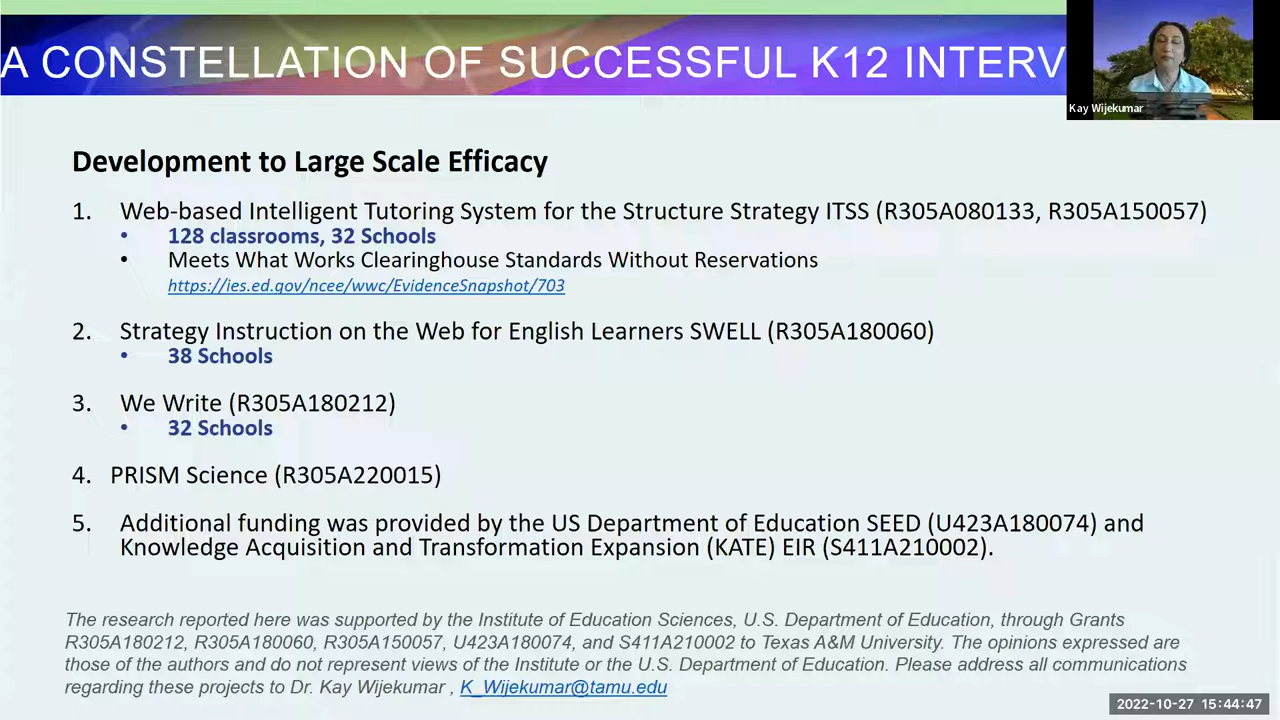 A CONSTELLATION OF SUCCESSFUL K12 INTERV
Kay Wijekumar
Development to Large Scale Efficacy
1. Web-based Intelligent Tutoring System for the Structure Strategy ITSS (R305A080133, R305A150057)
• 128 classrooms, 32 Schools
• Meets What Works Clearinghouse Standards Without Reservations
https://ies.ed.gov/ncee/wwc/EvidenceSnapshot/703
2. Strategy Instruction on the Web for English Learners SWELL (R305A180060)
• 38 Schools
3. We Write (R305A180212)
• 32 Schools
4. PRISM Science (R305A220015)
5. Additional funding was provided by the US Department of Education SEED (U423A180074) and
Knowledge Acquisition and Transformation Expansion (KATE) EIR (S411A210002).
The research reported here was supported by the Institute of Education Sciences, U.S. Department of Education, through Grants
R305A180212, R305A180060, R305A150057, U423A180074, and S411A210002 to Texas A&M University. The opinions expressed are
those of the authors and do not represent views of the Institute or the U.S. Department of Education. Please address all communications
regarding these projects to Dr. Kay Wijekumar , K_Wijekumar@tamu.edu
2022-10-27 15:44:47